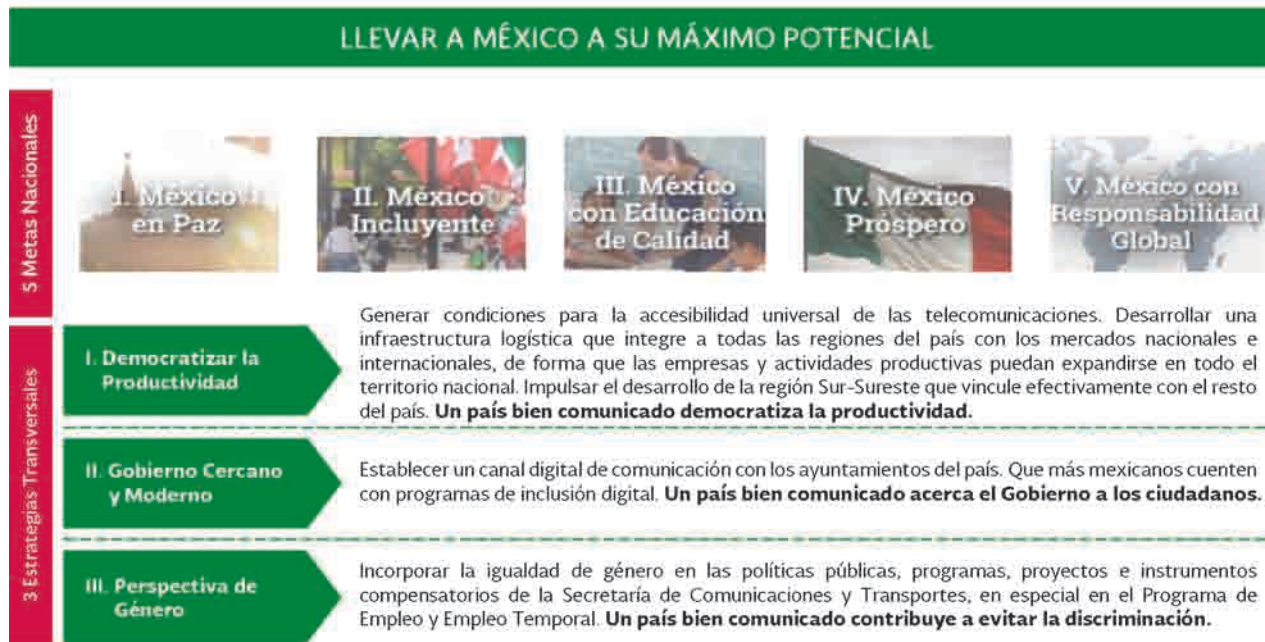 LLEVAR A MÉXICO A SU MÁXIMO POTENCIAL
5 Metas Nacionales
I. México
en Paz
II. México
Incluyente
III. México
con Educación
de Calidad
IV. México
Próspero
V. México con
Responsabilidad
Global
3 Estrategias Transversales
I. Democratizar la
Productividad
Generar condiciones para la accesibilidad universal de las telecomunicaciones. Desarrollar una
infraestructura logística que integre a todas las regiones del país con los mercados nacionales e
internacionales, de forma que las empresas y actividades productivas puedan expandirse en todo el
territorio nacional. Impulsar el desarrollo de la región Sur-Sureste que vincule efectivamente con el resto
del país. Un país bien comunicado democratiza la productividad.
II. Gobierno Cercano
y Moderno
Establecer un canal digital de comunicación con los ayuntamientos del país. Que más mexicanos cuenten
con programas de inclusión digital. Un país bien comunicado acerca el Gobierno a los ciudadanos.
III. Perspectiva de
Género
Incorporar la igualdad de género en las políticas públicas, programas, proyectos e instrumentos
compensatorios de la Secretaría de Comunicaciones y Transportes, en especial en el Programa de
Empleo y Empleo Temporal. Un país bien comunicado contribuye a evitar la discriminación.